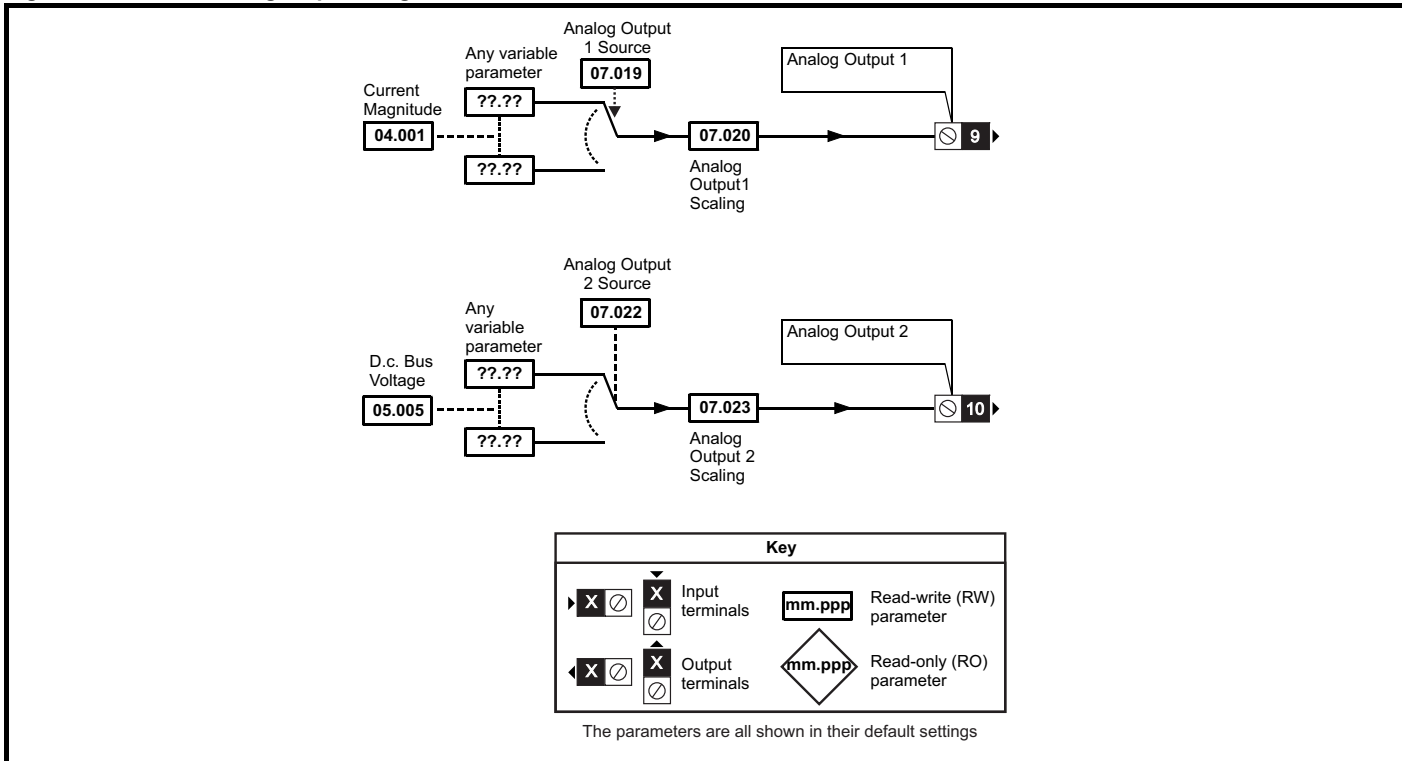 Analog Output
1 Source
07.019
Any variable
parameter
??.??
Current
Magnitude
04.001
??.??
07.020
Analog
Output1
Scaling
Analog Output 1
9
Analog Output
2 Source
07.022
Any
variable
parameter
??.??
D.c. Bus
Voltage
05.005
??.??
07.023
Analog
Output 2
Scaling
Analog Output 2
10
Key
X
X
Input
terminals
mm.ppp
Read-write (RW)
parameter
X
X
Output
terminals
mm.ppp
Read-only (RO)
parameter
The parameters are all shown in their default settings